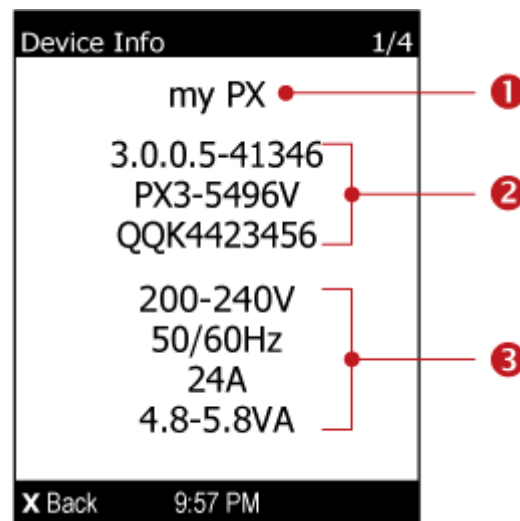 Device Info 1/4
my PX
1
3.0.0.5-41346
PX3-5496V
QQK4423456
2
200-240V
50/60Hz
24A
4.8-5.8VA
3
X Back 9:57 PM